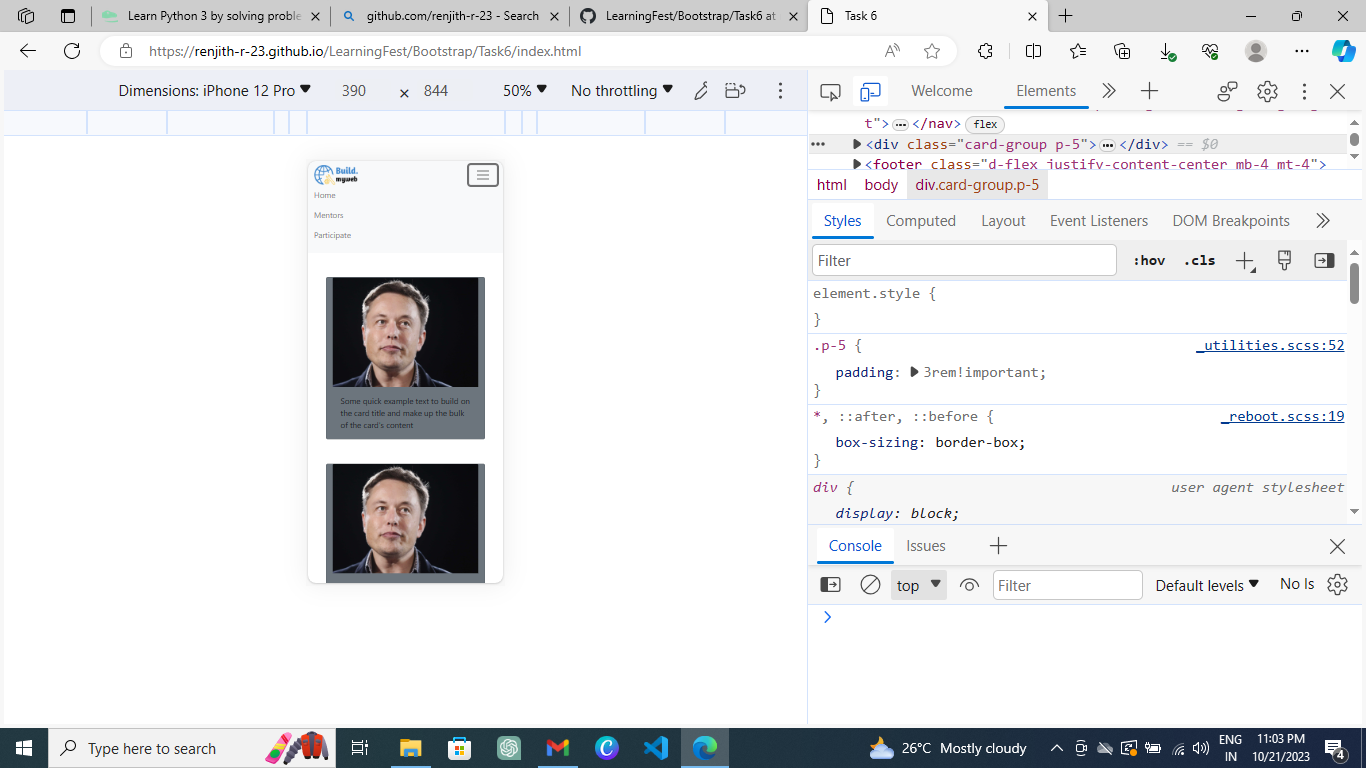 Learn Python 3 by solving proble
github.com/renjith-r-23 - Search
LearningFest/Bootstrap/Task6 at
Task 6
https://renjith-r-23.github.io/LearningFest/Bootstrap/Task6/index.html
Dimensions: iPhone 12 Pro 390 × 844 50% No throttling
Welcome Elements
t"> ••• </nav> flex
••• <div class="card-group p-5"> ••• </div> == $0
<footer class="d-flex justify-content-center mb-4 mt-4">
html body div.card-group.p-5
Styles Computed Layout Event Listeners DOM Breakpoints
Filter :hov .cls
element.style {
}
.p-5 { _utilities.scss:52
padding: 3rem!important;
}
*, ::after, ::before { _reboot.scss:19
box-sizing: border-box;
}
div { user agent stylesheet
display: block;
Build.
myweb
Home
Mentors
Participate
Some quick example text to build on
the card title and make up the bulk
of the card's content
Console Issues
top Filter Default levels No Is
Type here to search
26°C Mostly cloudy
ENG
IN
11:03 PM
10/21/2023
4